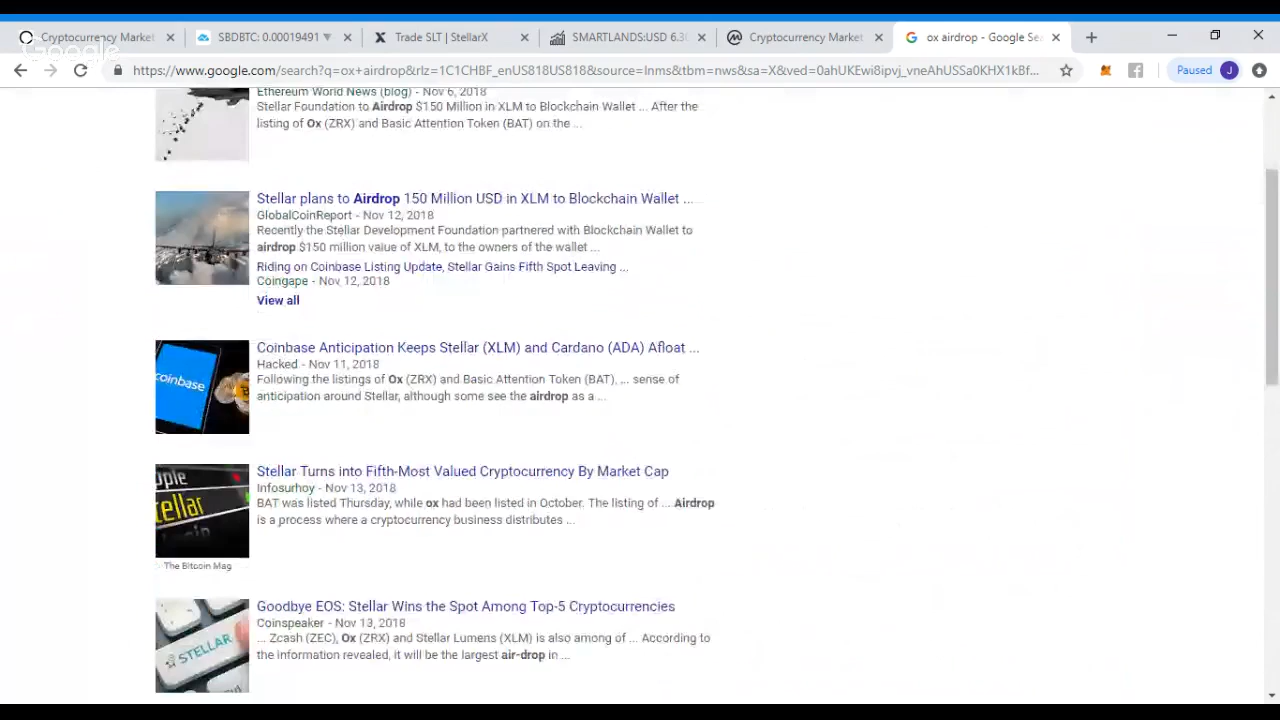 Cryptocurrency Market
SBDBTC: 0.00019491 ▼
Trade SLT | StellarX
SMARTLANDS:USD 6.3
Cryptocurrency Market
ox airdrop - Google Sea
Google
https://www.google.com/search?q=ox+airdrop&rlz=1C1CHBF_enUS818US818&source=lnms&tbm=nws&sa=X&ved=0ahUKEwi8ipvj_vneAhUSSa0KHX1k8f...
Paused
J
Ethereum World News (blog) - Nov 6, 2018
Stellar Foundation to Airdrop $150 Million in XLM to Blockchain Wallet ... After the
listing of Ox (ZRX) and Basic Attention Token (BAT) on the ...
Stellar plans to Airdrop 150 Million USD in XLM to Blockchain Wallet ...
GlobalCoinReport - Nov 12, 2018
Recently the Stellar Development Foundation partnered with Blockchain Wallet to
airdrop $150 million value of XLM, to the owners of the wallet ...
Riding on Coinbase Listing Update, Stellar Gains Fifth Spot Leaving ...
Coingape - Nov 12, 2018
View all
Coinbase Anticipation Keeps Stellar (XLM) and Cardano (ADA) Afloat ...
Hacked - Nov 11, 2018
Following the listings of Ox (ZRX) and Basic Attention Token (BAT), ... sense of
anticipation around Stellar, although some see the airdrop as a ...
coinbase
Stellar Turns into Fifth-Most Valued Cryptocurrency By Market Cap
Infosurhoy - Nov 13, 2018
BAT was listed Thursday, while ox had been listed in October. The listing of ... Airdrop
is a process where a cryptocurrency business distributes ...
ople
tellar
The Bitcoin Mag
Goodbye EOS: Stellar Wins the Spot Among Top-5 Cryptocurrencies
Coinspeaker - Nov 13, 2018
... Zcash (ZEC), Ox (ZRX) and Stellar Lumens (XLM) is also among of ... According to
the information revealed, it will be the largest air-drop in ...
STELLAR